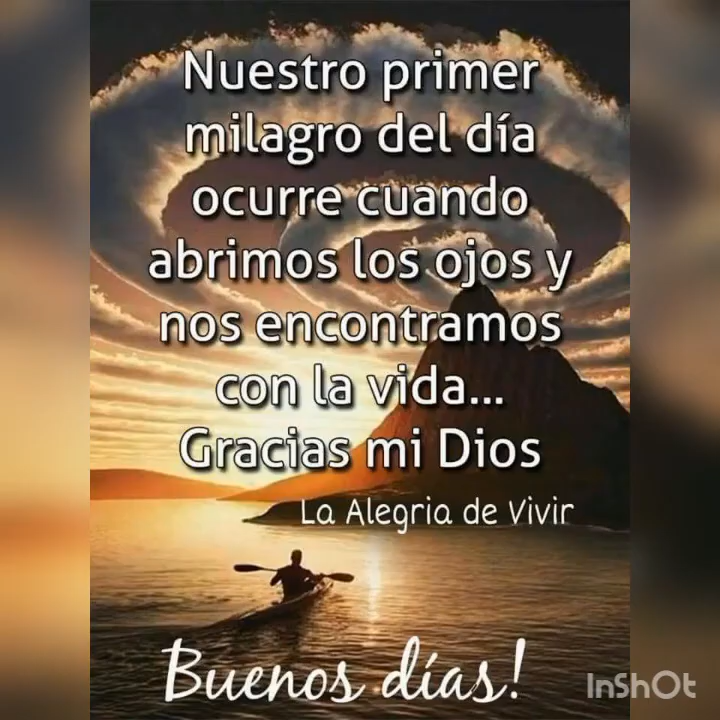 Nuestro primer
milagro del día
ocurre cuando
abrimos los ojos y
nos encontramos
con la vida...
Gracias mi Dios
La Alegria de Vivir
Buenos días!
InShOt